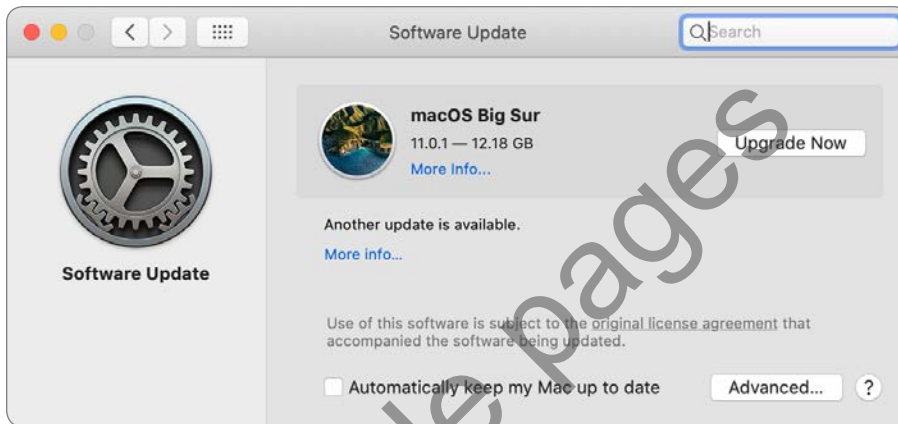 Software Update
Search
macOS Big Sur
11.0.1 — 12.18 GB
Upgrade Now
More Info...
Another update is available.
More info...
Software Update
Use of this software is subject to the original license agreement that
accompanied the software being updated.
Automatically keep my Mac up to date
Advanced...
?
pages